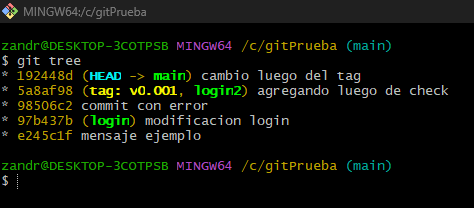 MINGW64:/c/gitPrueba
zandr@DESKTOP-3COTPSB MINGW64 /c/gitPrueba (main)
$ git tree
* 192448d (HEAD -> main) cambio luego del tag
* 5a8af98 (tag: v0.001, login2) agregando luego de check
* 98506c2 commit con error
* 97b437b (login) modificacion login
* e245c1f mensaje ejemplo
zandr@DESKTOP-3COTPSB MINGW64 /c/gitPrueba (main)
$